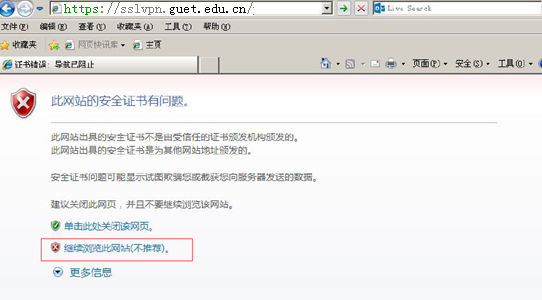 https://sslvpn.guet.edu.cn/
Live Search
文件(F) 编辑(E) 查看(V) 收藏夹(A) 工具(T) 帮助(H)
收藏夹 网页快讯库 主页
证书错误: 导航已阻止
页面(P) 安全(S) 工具(O)
此网站的安全证书有问题。
此网站出具的安全证书不是由受信任的证书颁发机构颁发的。
此网站出具的安全证书是为其他网站地址颁发的。
安全证书问题可能显示试图欺骗您或截获您向服务器发送的数据。
建议关闭此网页，并且不要继续浏览该网站。
单击此处关闭该网页。
继续浏览此网站(不推荐)。
更多信息